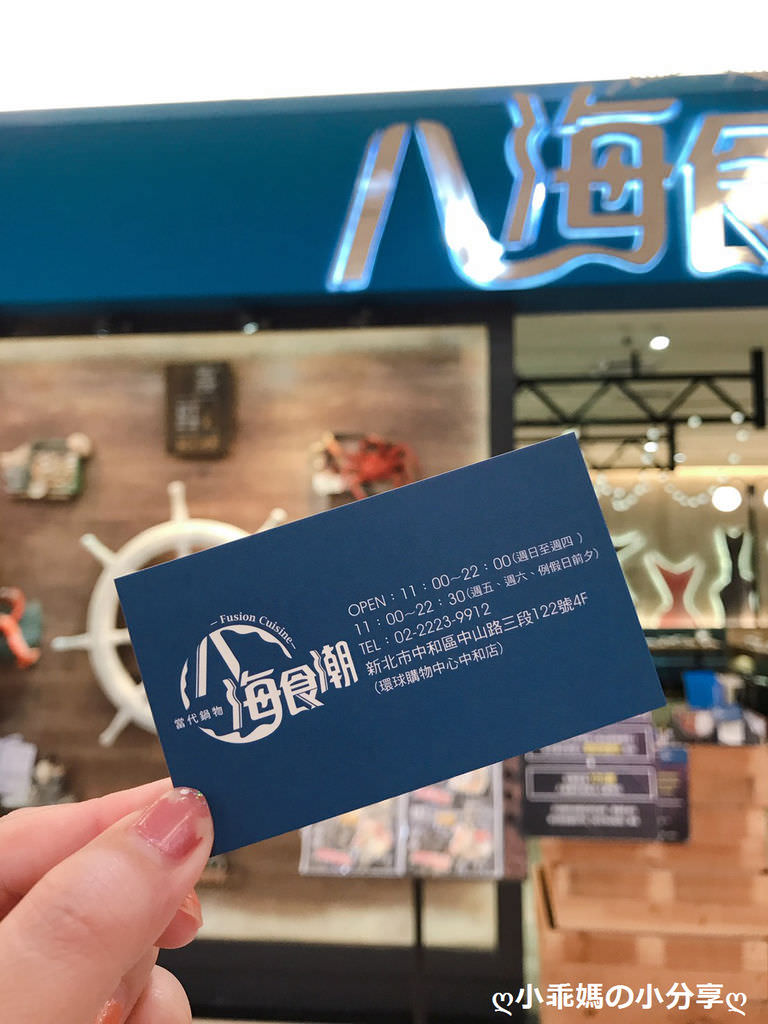 八海食
– Fusion Cuisine–
八海食潮
當代鍋物
OPEN：11：00~22：00(週日至週四 )
11：00~22：30(週五、週六、例假日前夕)
TEL：02-2223-9912
新北市中和區中山路三段122號4F
（環球購物中心中和店）
ღ小乖媽の小分享ღ